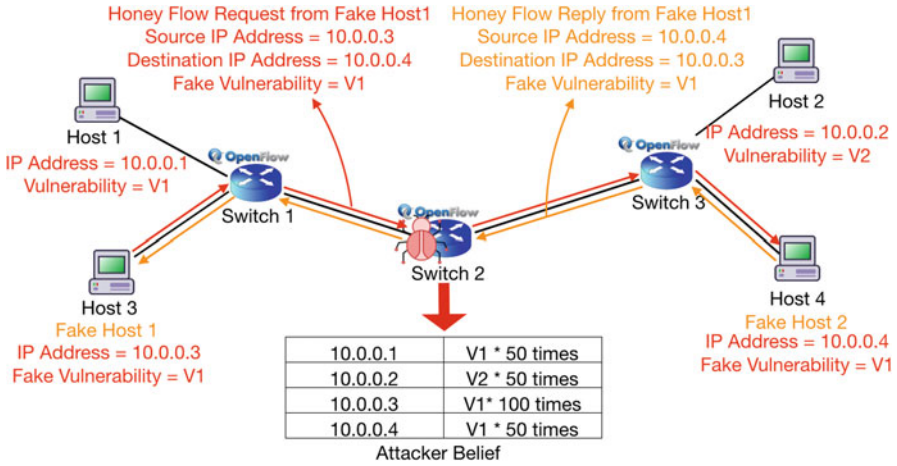 Honey Flow Request from Fake Host1
Source IP Address = 10.0.0.3
Destination IP Address = 10.0.0.4
Fake Vulnerability = V1
Honey Flow Reply from Fake Host1
Source IP Address = 10.0.0.4
Destination IP Address = 10.0.0.3
Fake Vulnerability = V1
Host 1
IP Address = 10.0.0.1
Vulnerability = V1
Host 2
IP Address = 10.0.0.2
Vulnerability = V2
OpenFlow
Switch 1
OpenFlow
Switch 2
OpenFlow
Switch 3
Host 3
Fake Host 1
IP Address = 10.0.0.3
Fake Vulnerability = V1
Host 4
Fake Host 2
IP Address = 10.0.0.4
Fake Vulnerability = V1
10.0.0.1 V1 * 50 times
10.0.0.2 V2 * 50 times
10.0.0.3 V1* 100 times
10.0.0.4 V1 * 50 times
Attacker Belief